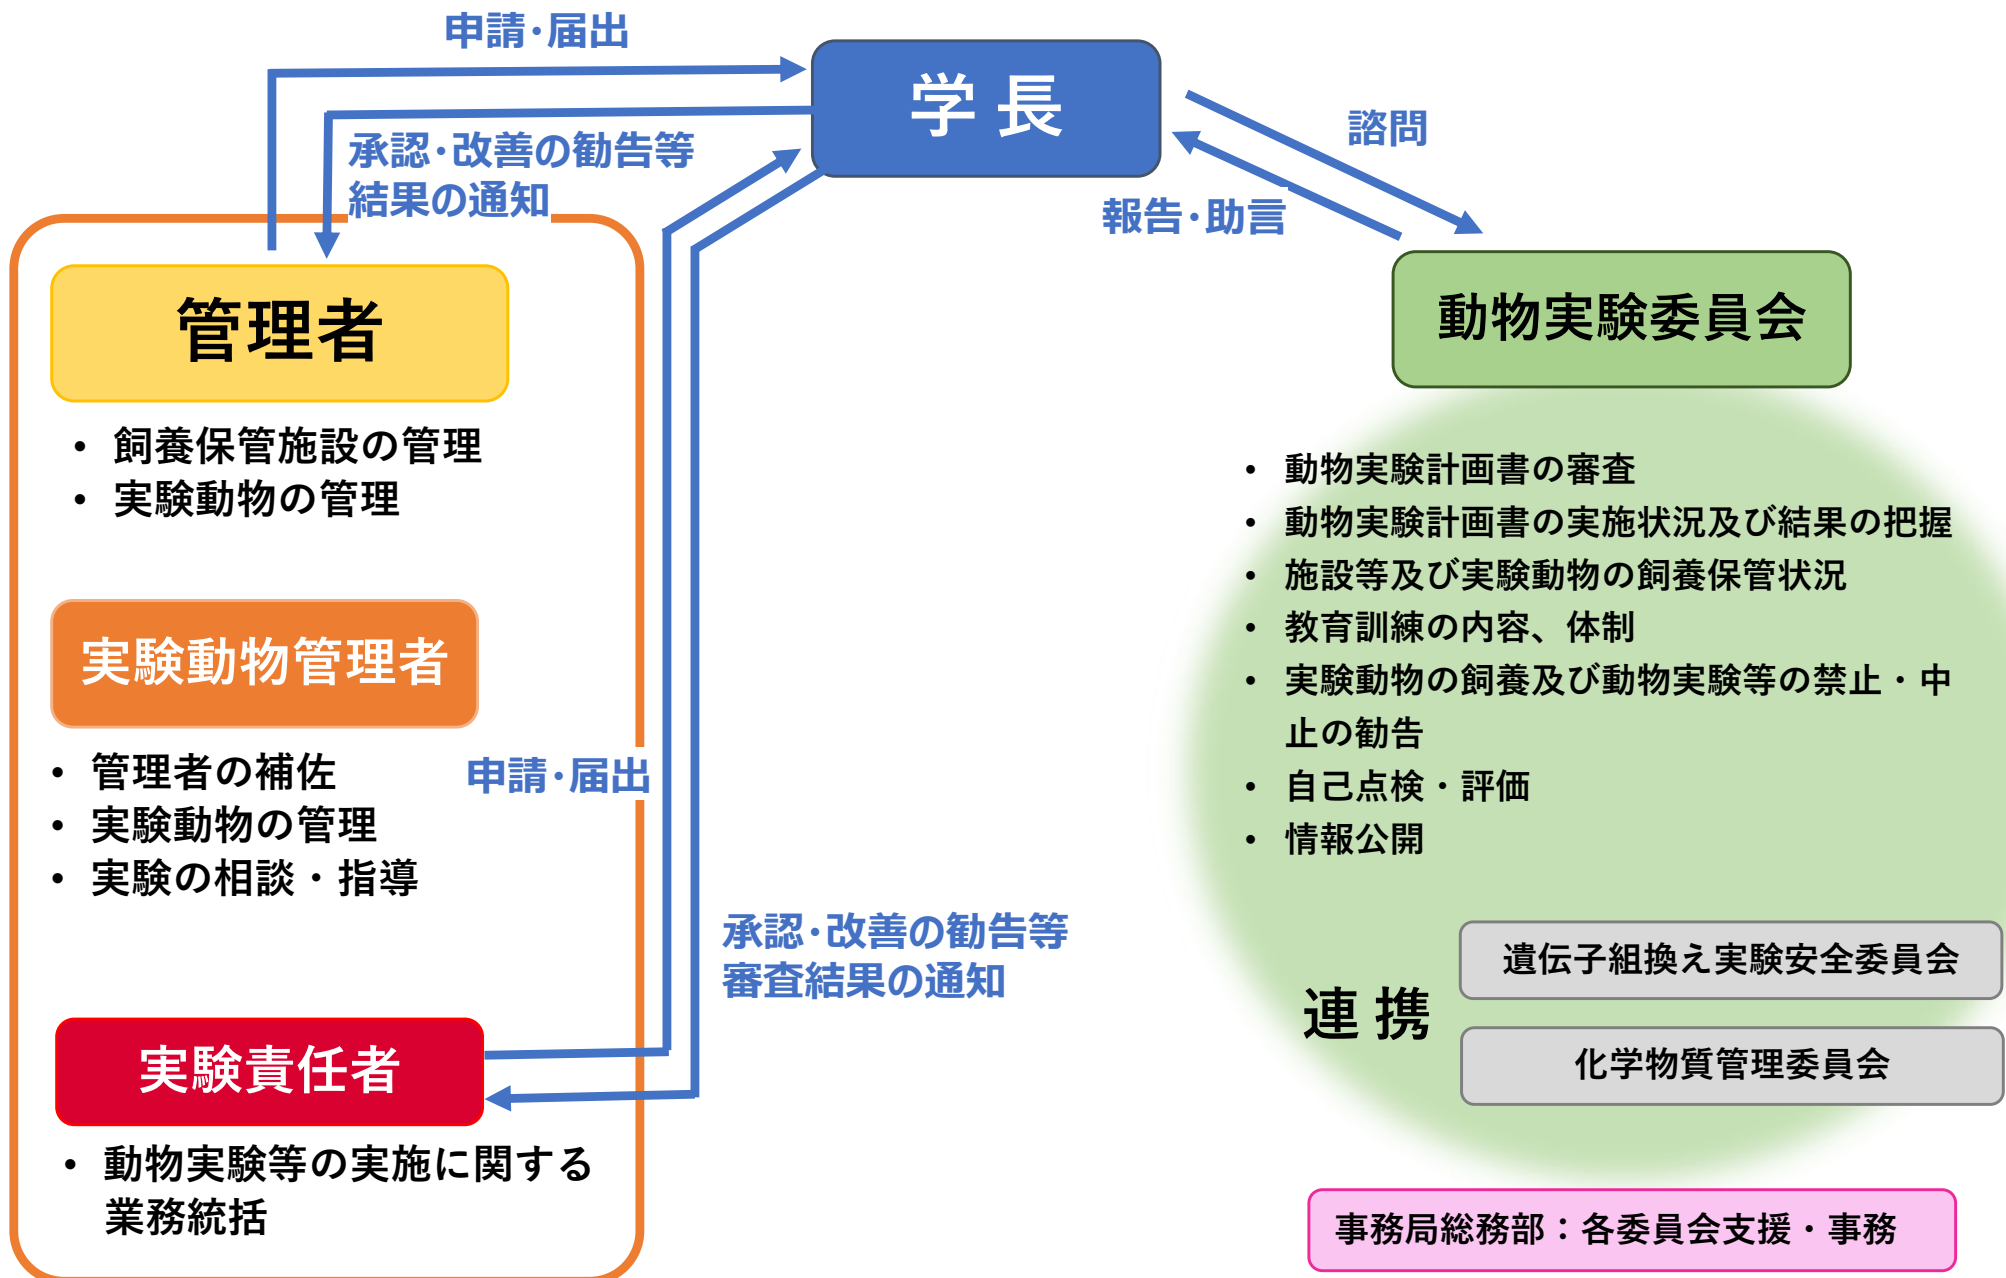 申請･届出
学 長
諮問
承認･改善の勧告等
結果の通知
報告･助言
管理者
• 飼養保管施設の管理
• 実験動物の管理
実験動物管理者
• 管理者の補佐
• 実験動物の管理
• 実験の相談・指導
申請･届出
承認･改善の勧告等
審査結果の通知
実験責任者
• 動物実験等の実施に関する
業務統括
動物実験委員会
• 動物実験計画書の審査
• 動物実験計画書の実施状況及び結果の把握
• 施設等及び実験動物の飼養保管状況
• 教育訓練の内容、体制
• 実験動物の飼養及び動物実験等の禁止・中
止の勧告
• 自己点検・評価
• 情報公開
連 携
遺伝子組換え実験安全委員会
化学物質管理委員会
事務局総務部：各委員会支援・事務